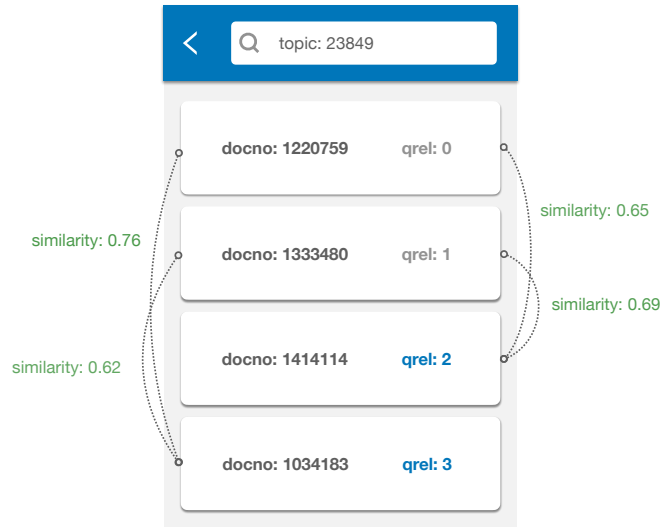 topic: 23849
docno: 1220759 qrel: 0
similarity: 0.65
similarity: 0.76
docno: 1333480 qrel: 1
similarity: 0.69
similarity: 0.62
docno: 1414114 qrel: 2
docno: 1034183 qrel: 3